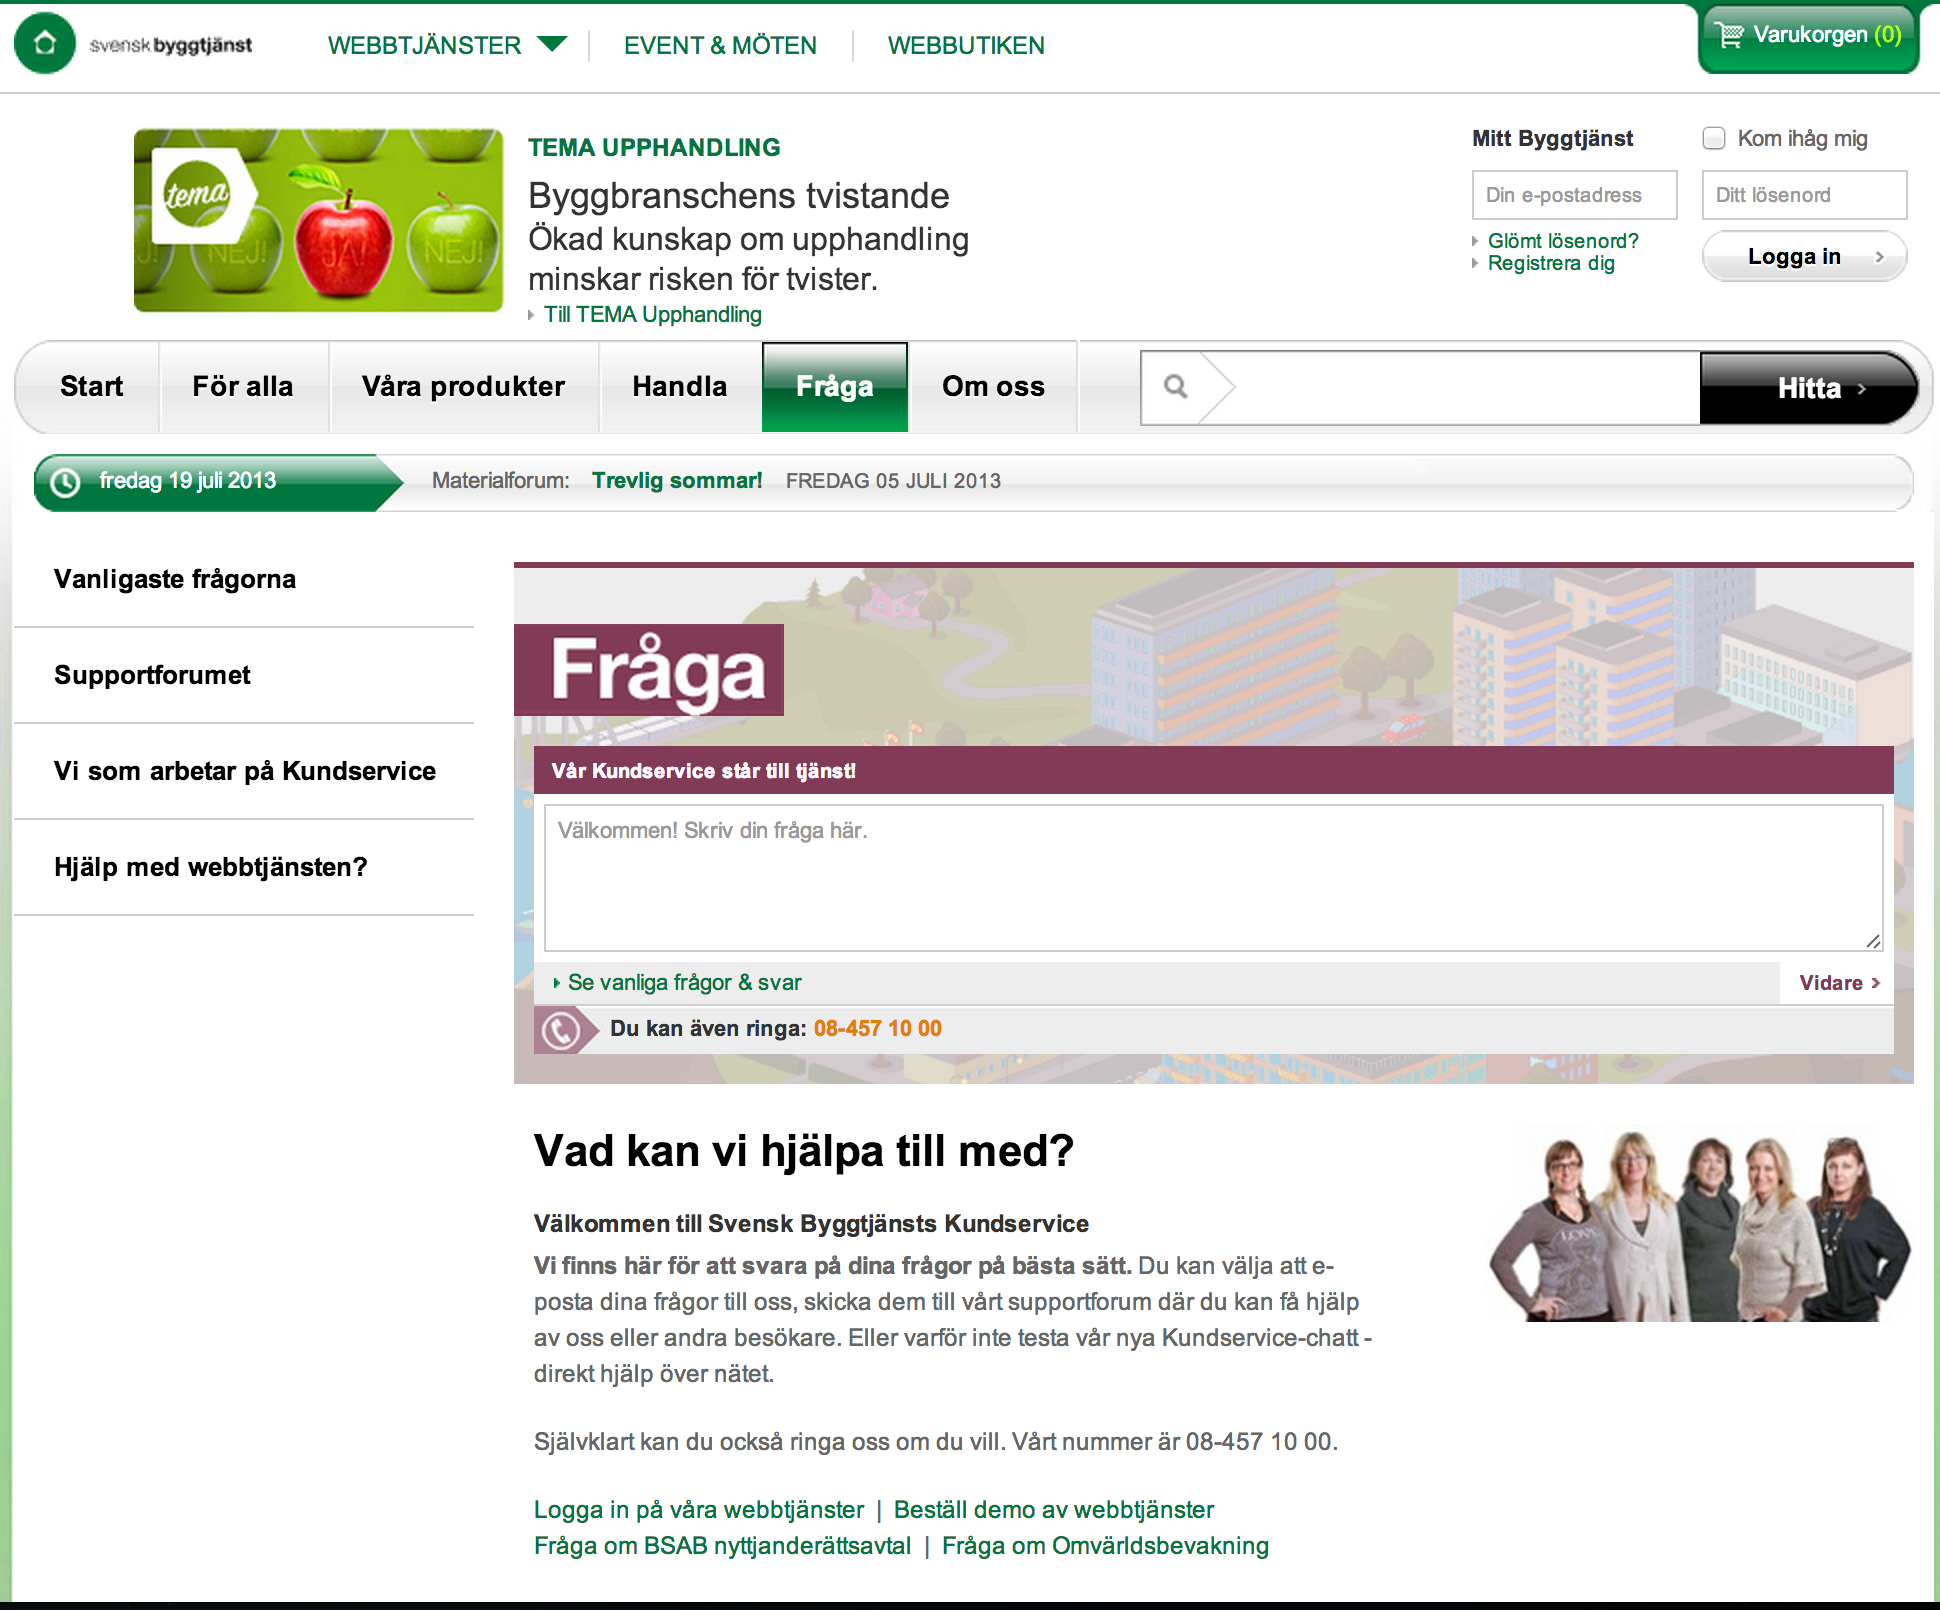 svensk byggtjänst
WEBBTJÄNSTER
EVENT & MÖTEN
WEBBUTIKEN
Varukorgen (0)
tema
NEJ!
JA!
NEJ!
TEMA UPPHANDLING
Byggbranschens tvistande
Ökad kunskap om upphandling
minskar risken för tvister.
Till TEMA Upphandling
Mitt Byggtjänst
Kom ihåg mig
Din e-postadress
Ditt lösenord
Glömt lösenord?
Registrera dig
Logga in
Start
För alla
Våra produkter
Handla
Fråga
Om oss
Hitta
fredag 19 juli 2013
Materialforum: Trevlig sommar! FREDAG 05 JULI 2013
Vanligaste frågorna
Supportforumet
Vi som arbetar på Kundservice
Hjälp med webbtjänsten?
Fråga
Vår Kundservice står till tjänst!
Välkommen! Skriv din fråga här.
Se vanliga frågor & svar
Vidare
Du kan även ringa: 08-457 10 00
Vad kan vi hjälpa till med?
Välkommen till Svensk Byggtjänsts Kundservice
Vi finns här för att svara på dina frågor på bästa sätt. Du kan välja att e-
posta dina frågor till oss, skicka dem till vårt supportforum där du kan få hjälp
av oss eller andra besökare. Eller varför inte testa vår nya Kundservice-chatt -
direkt hjälp över nätet.
Självklart kan du också ringa oss om du vill. Vårt nummer är 08-457 10 00.
Logga in på våra webbtjänster | Beställ demo av webbtjänster
Fråga om BSAB nyttjanderättsavtal | Fråga om Omvärldsbevakning